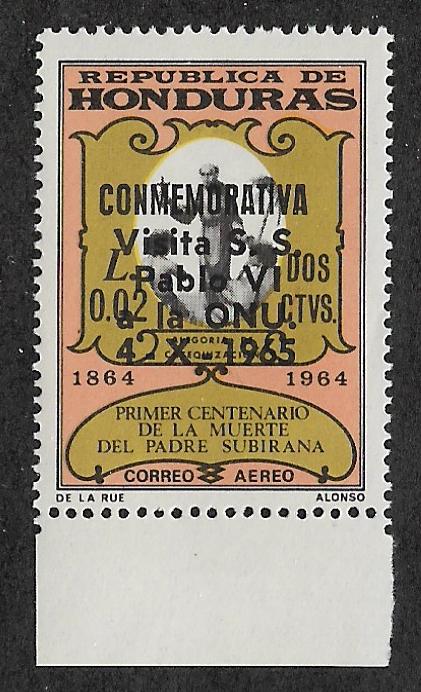 REPUBLICA DE
HONDURAS
CONMEMORATIVA
Visita S. S.
Pablo VI
a la ONU.
4 X 1965
L DOS
0.02 CTVS.
1864 1964
PRIMER CENTENARIO
DE LA MUERTE
DEL PADRE SUBIRANA
CORREO AEREO
DE LA RUE ALONSO